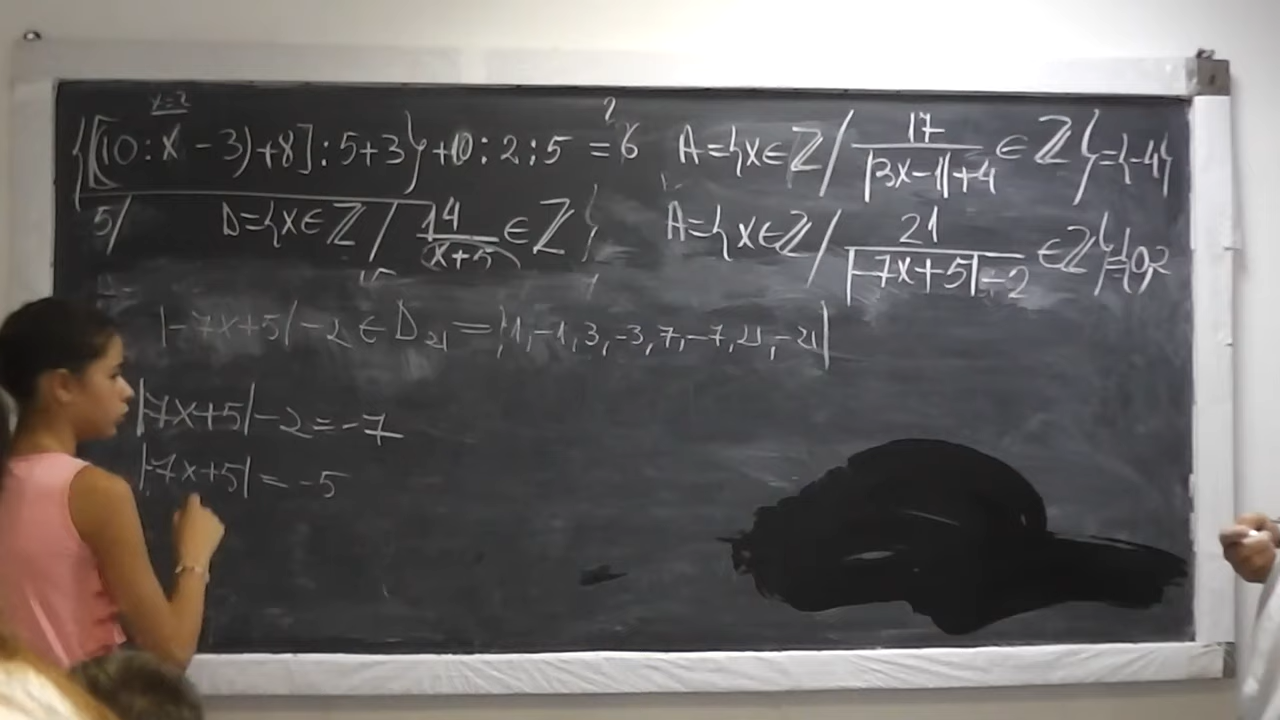 x=2
{[(10:x-3)+8]:5+3}+10:2:5=6
?
5/ D={x∈ℤ/ 14/(x+5) ∈ℤ}
A={x∈ℤ/ 17/(|3x-1|+4) ∈ℤ}={-4}
A={x∈ℤ/ 21/(|-7x+5|-2) ∈ℤ}={0,2
|-7x+5|-2∈D₂₁={1,-1,3,-3,7,-7,21,-21}
|-7x+5|-2=-7
|-7x+5|=-5